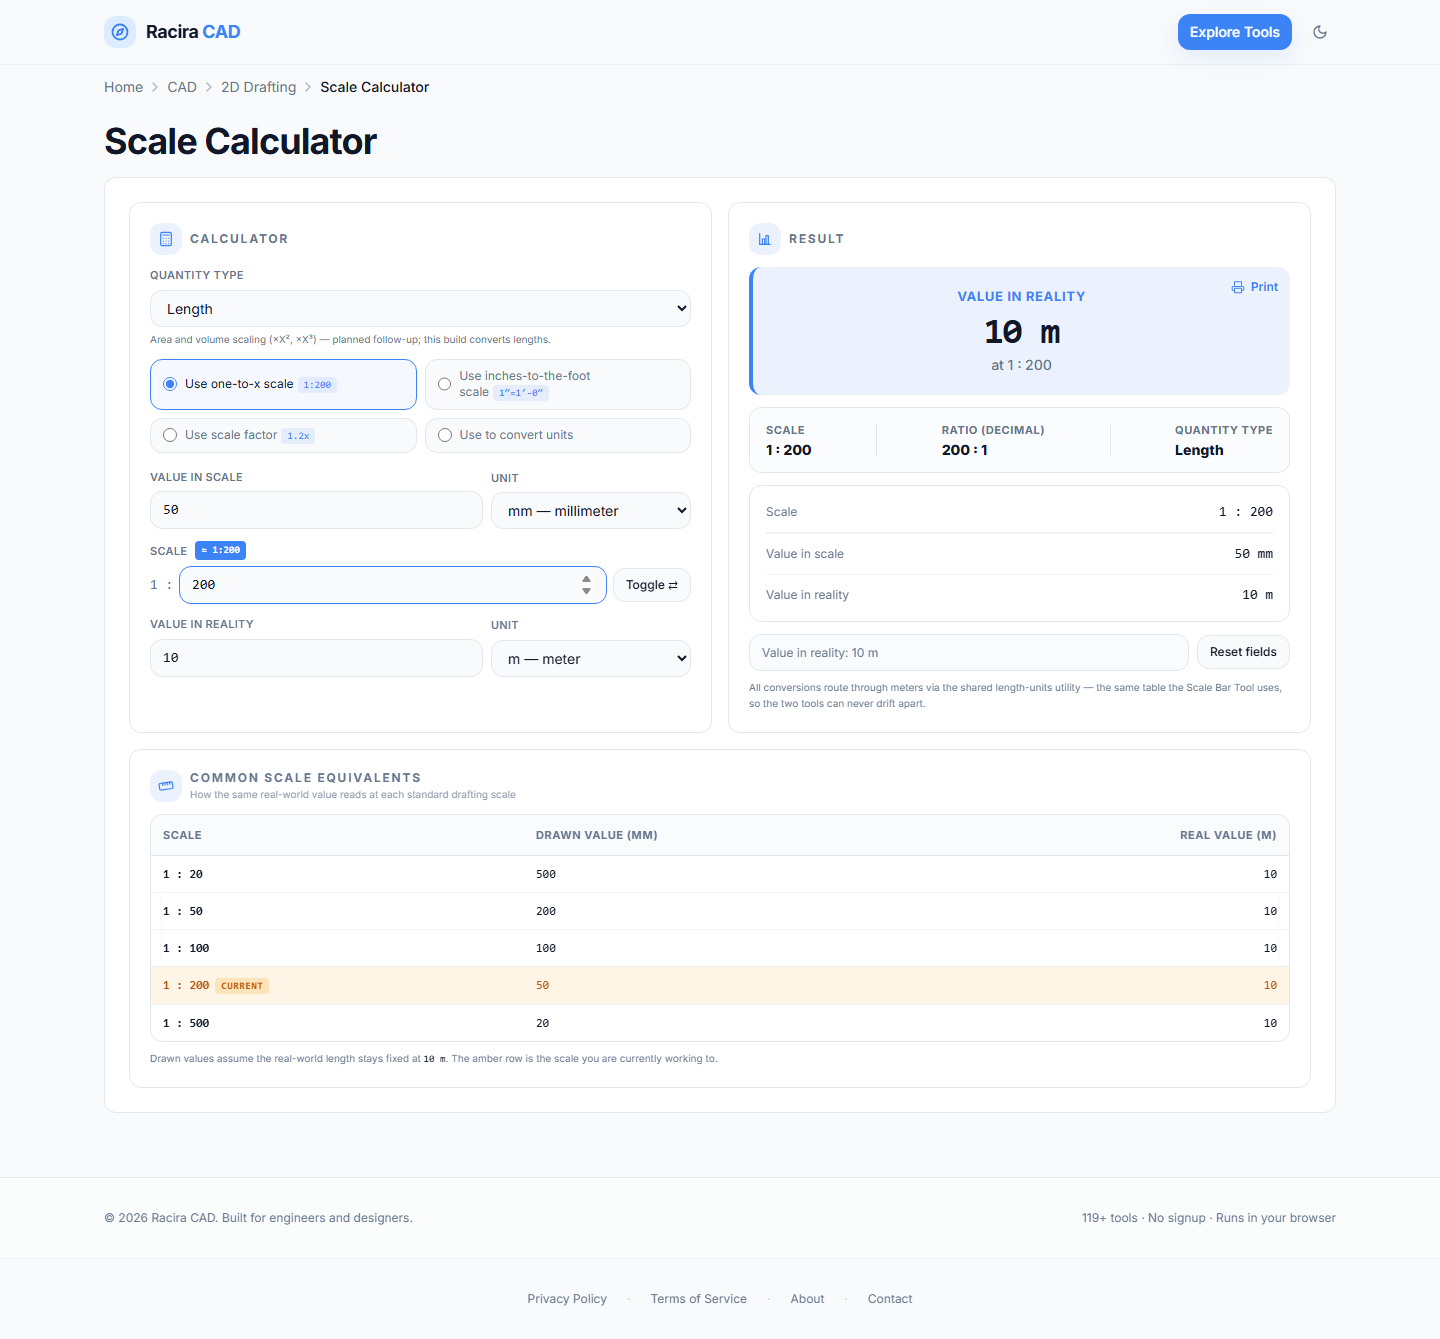 Racira CAD
Explore Tools
Home > CAD > 2D Drafting > Scale Calculator
Scale Calculator
CALCULATOR
QUANTITY TYPE
Length
Area and volume scaling (×X², ×X³) — planned follow-up; this build converts lengths.
Use one-to-x scale 1:200
Use inches-to-the-foot
scale 1″=1′-0″
Use scale factor 1.2x
Use to convert units
VALUE IN SCALE
UNIT
50
mm — millimeter
SCALE = 1:200
1 : 200
Toggle ⇄
VALUE IN REALITY
UNIT
10
m — meter
RESULT
Print
VALUE IN REALITY
10 m
at 1 : 200
SCALE
1 : 200
RATIO (DECIMAL)
200 : 1
QUANTITY TYPE
Length
Scale 1 : 200
Value in scale 50 mm
Value in reality 10 m
Value in reality: 10 m
Reset fields
All conversions route through meters via the shared length-units utility — the same table the Scale Bar Tool uses,
so the two tools can never drift apart.
COMMON SCALE EQUIVALENTS
How the same real-world value reads at each standard drafting scale
SCALE DRAWN VALUE (MM) REAL VALUE (M)
1 : 20 500 10
1 : 50 200 10
1 : 100 100 10
1 : 200 CURRENT 50 10
1 : 500 20 10
Drawn values assume the real-world length stays fixed at 10 m. The amber row is the scale you are currently working to.
© 2026 Racira CAD. Built for engineers and designers.
119+ tools · No signup · Runs in your browser
Privacy Policy · Terms of Service · About · Contact